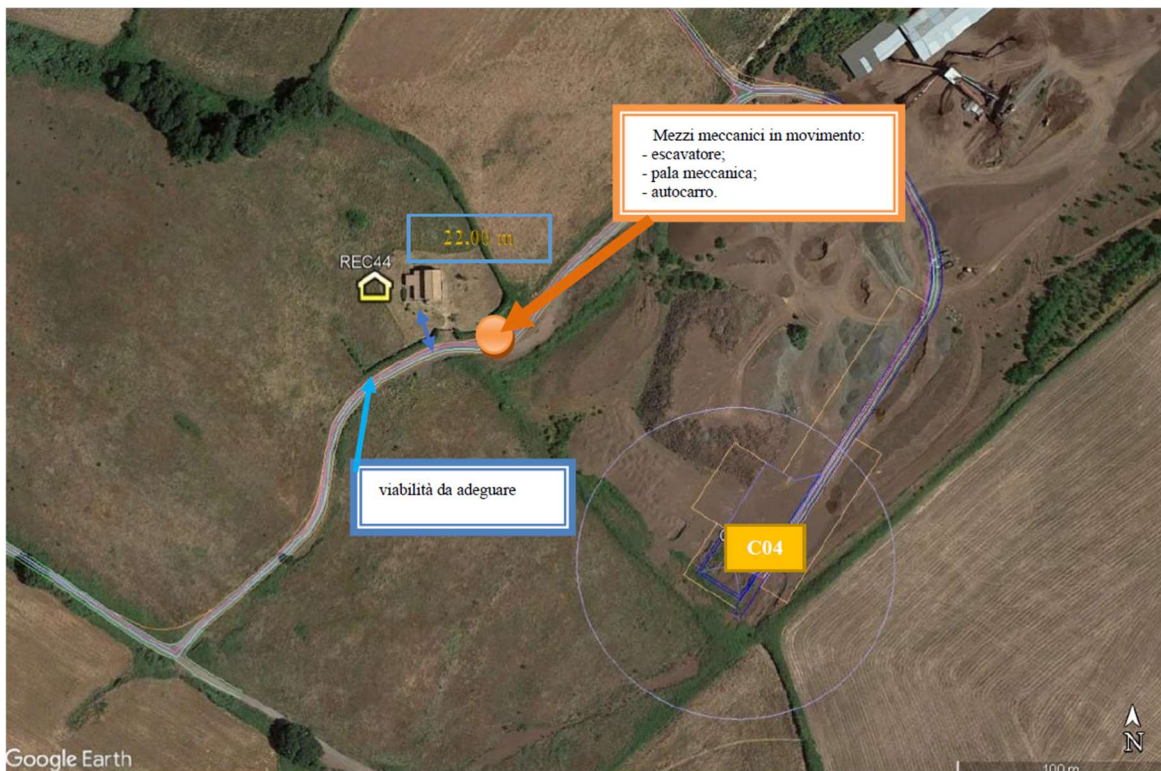 Mezzi meccanici in movimento:
- escavatore;
- pala meccanica;
- autocarro.
22,00 m
REC44
viabilità da adeguare
C04
N
Google Earth
100 m